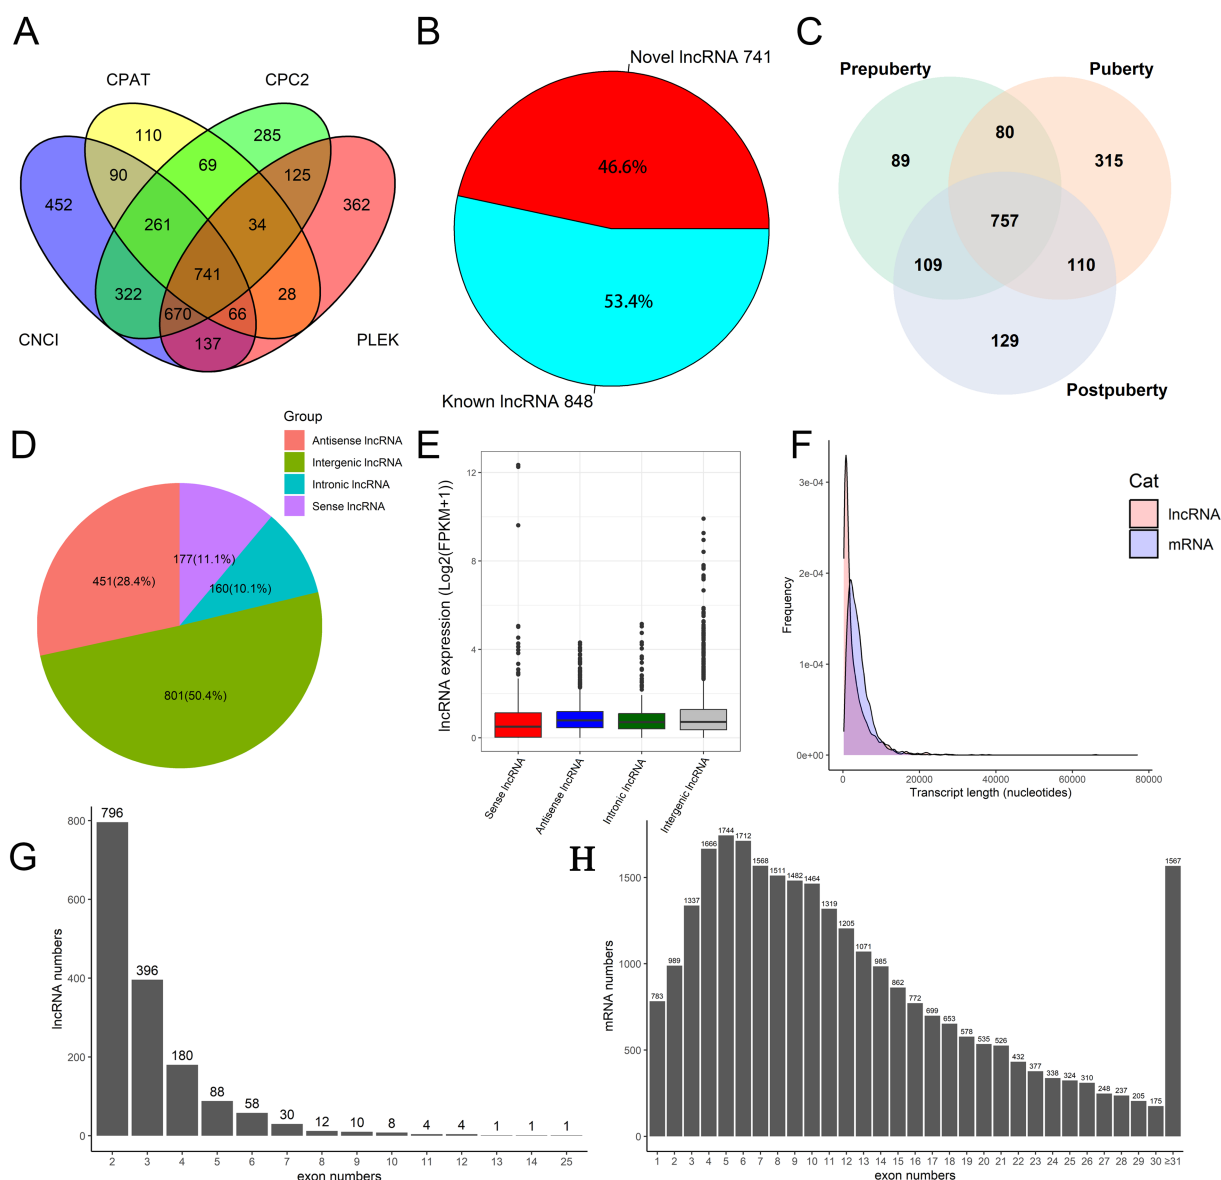 A
CPAT
CPC2
110
285
90
69
125
452
362
261
34
741
322
670
66
28
137
CNCI
PLEK
B
Novel lncRNA 741
46.6%
53.4%
Known lncRNA 848
C
Prepuberty
Puberty
80
89
315
757
109
110
129
Postpuberty
D
Group
Antisense lncRNA
Intergenic lncRNA
Intronic lncRNA
Sense lncRNA
177(11.1%)
451(28.4%)
160(10.1%)
801(50.4%)
E
lncRNA expression (Log2(FPKM+1))
12
8
4
0
Sense lncRNA
Antisense lncRNA
Intronic lncRNA
Intergenic lncRNA
F
Frequency
3e-04
2e-04
1e-04
0e+00
0 20000 40000 60000 80000
Transcript length (nucleotides)
Cat
lncRNA
mRNA
G
lncRNA numbers
800
600
400
200
0
796
396
180
88
58
30
12
10
8
4
4
1
1
1
2 3 4 5 6 7 8 9 10 11 12 13 14 25
exon numbers
H
mRNA numbers
1500
1000
500
0
783
989
1337
1666
1744
1712
1568
1511
1482
1464
1319
1205
1071
985
862
772
699
653
578
535
526
432
377
338
324
310
248
237
205
175
1567
1 2 3 4 5 6 7 8 9 10 11 12 13 14 15 16 17 18 19 20 21 22 23 24 25 26 27 28 29 30 ≥31
exon numbers